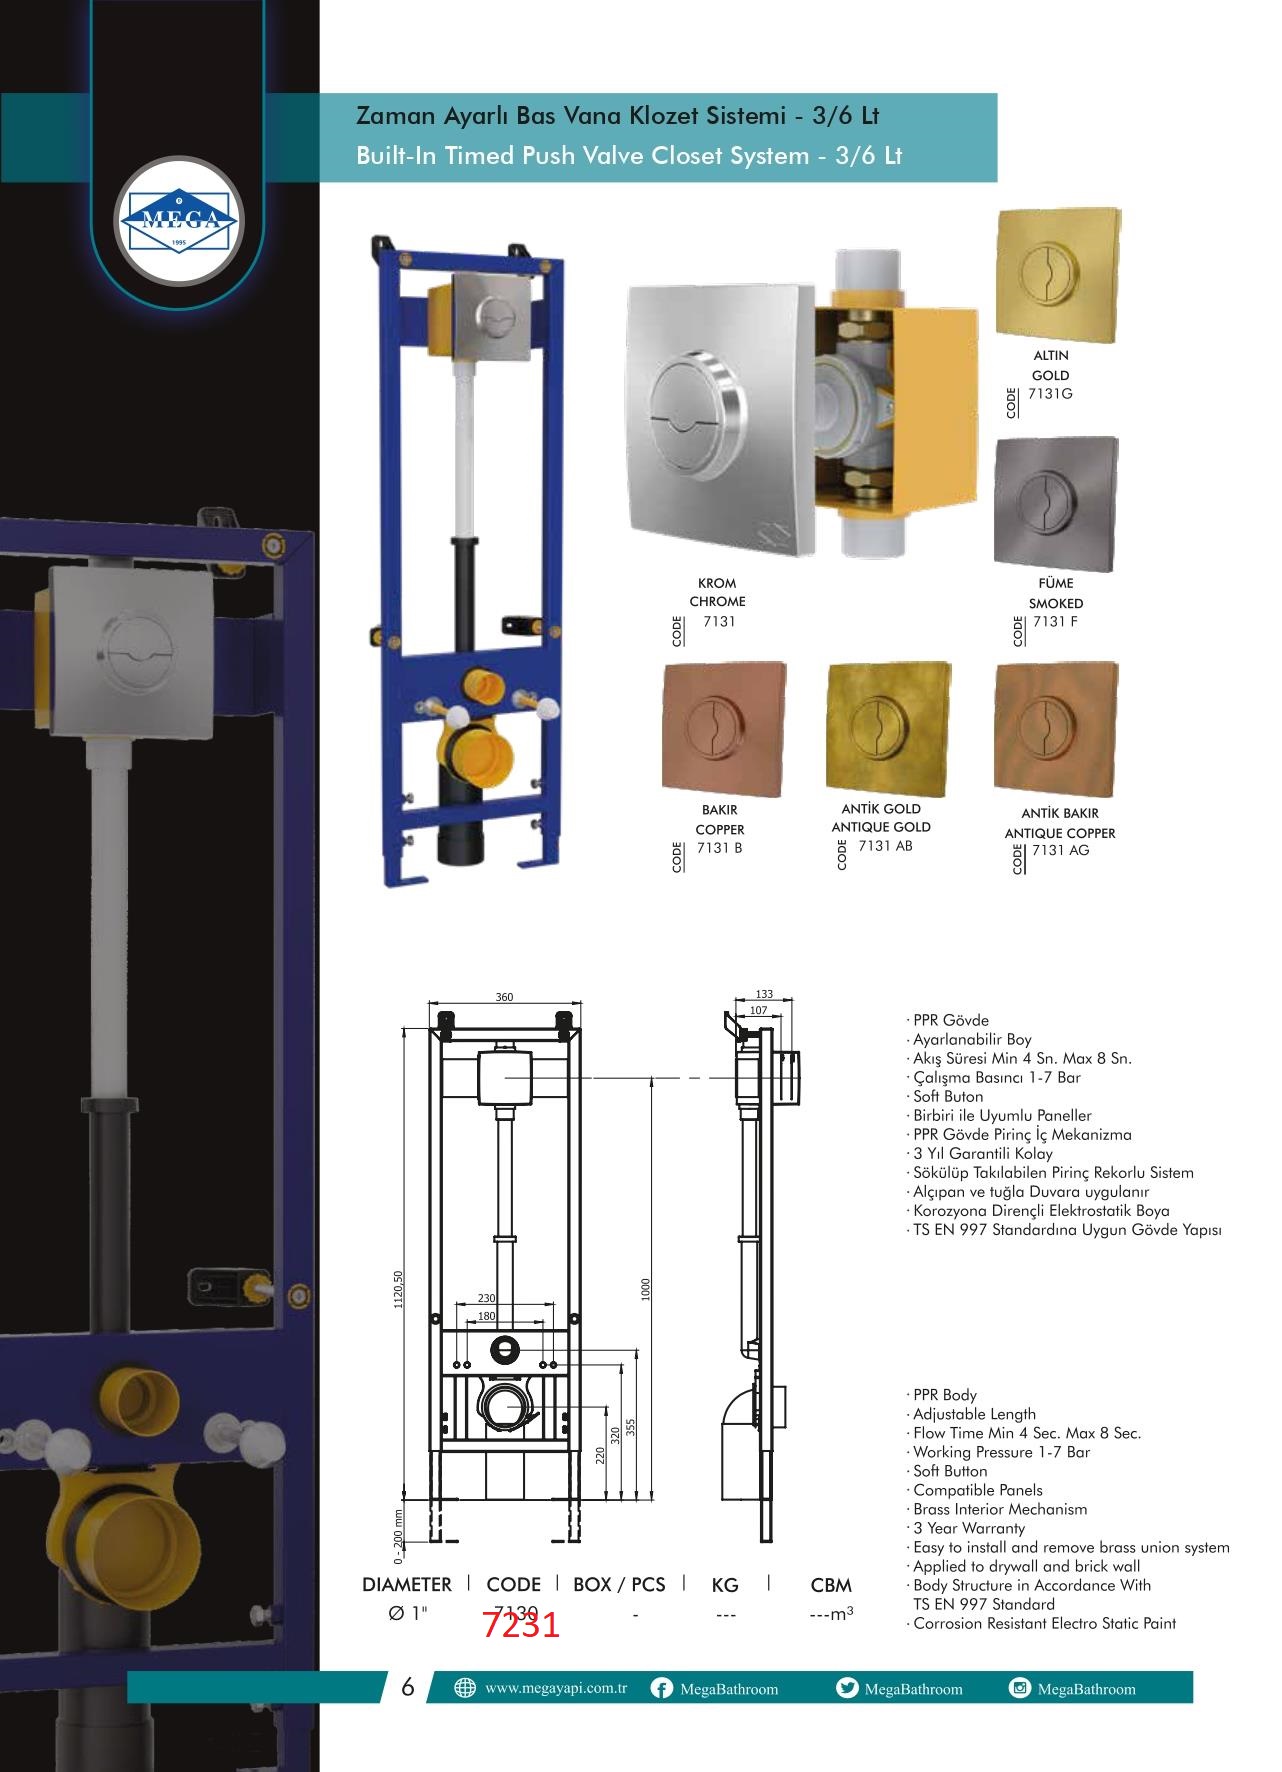 Zaman Ayarlı Bas Vana Klozet Sistemi - 3/6 Lt
Built-In Timed Push Valve Closet System - 3/6 Lt
MEGA
1995
ALTIN
GOLD
CODE 7131G
KROM
CHROME
CODE 7131
FÜME
SMOKED
CODE 7131 F
BAKIR
COPPER
CODE 7131 B
ANTİK GOLD
ANTIQUE GOLD
CODE 7131 AB
ANTİK BAKIR
ANTIQUE COPPER
CODE 7131 AG
360
133
107
1120,50
1000
230
180
355
320
220
0 - 200 mm
· PPR Gövde
· Ayarlanabilir Boy
· Akış Süresi Min 4 Sn. Max 8 Sn.
· Çalışma Basıncı 1-7 Bar
· Soft Buton
· Birbiri ile Uyumlu Paneller
· PPR Gövde Pirinç İç Mekanizma
· 3 Yıl Garantili Kolay
· Sökülüp Takılabilen Pirinç Rekorlu Sistem
· Alçıpan ve tuğla Duvara uygulanır
· Korozyona Dirençli Elektrostatik Boya
· TS EN 997 Standardına Uygun Gövde Yapısı
· PPR Body
· Adjustable Length
· Flow Time Min 4 Sec. Max 8 Sec.
· Working Pressure 1-7 Bar
· Soft Button
· Compatible Panels
· Brass Interior Mechanism
· 3 Year Warranty
· Easy to install and remove brass union system
· Applied to drywall and brick wall
· Body Structure in Accordance With
TS EN 997 Standard
· Corrosion Resistant Electro Static Paint
DIAMETER | CODE | BOX / PCS | KG | CBM
Ø 1" 7130 - --- ---m³
7231
6 www.megayapi.com.tr MegaBathroom MegaBathroom MegaBathroom